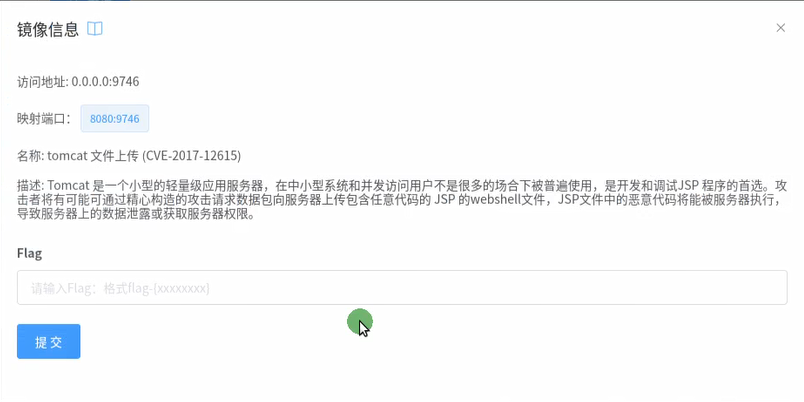 镜像信息
访问地址: 0.0.0.0:9746
映射端口： 8080:9746
名称: tomcat 文件上传 (CVE-2017-12615)
描述: Tomcat 是一个小型的轻量级应用服务器，在中小型系统和并发访问用户不是很多的场合下被普遍使用，是开发和调试JSP 程序的首选。攻
击者将有可能可通过精心构造的攻击请求数据包向服务器上传包含任意代码的 JSP 的webshell文件，JSP文件中的恶意代码将能被服务器执行，
导致服务器上的数据泄露或获取服务器权限。
Flag
请输入Flag：格式flag-{xxxxxxxx}
提 交